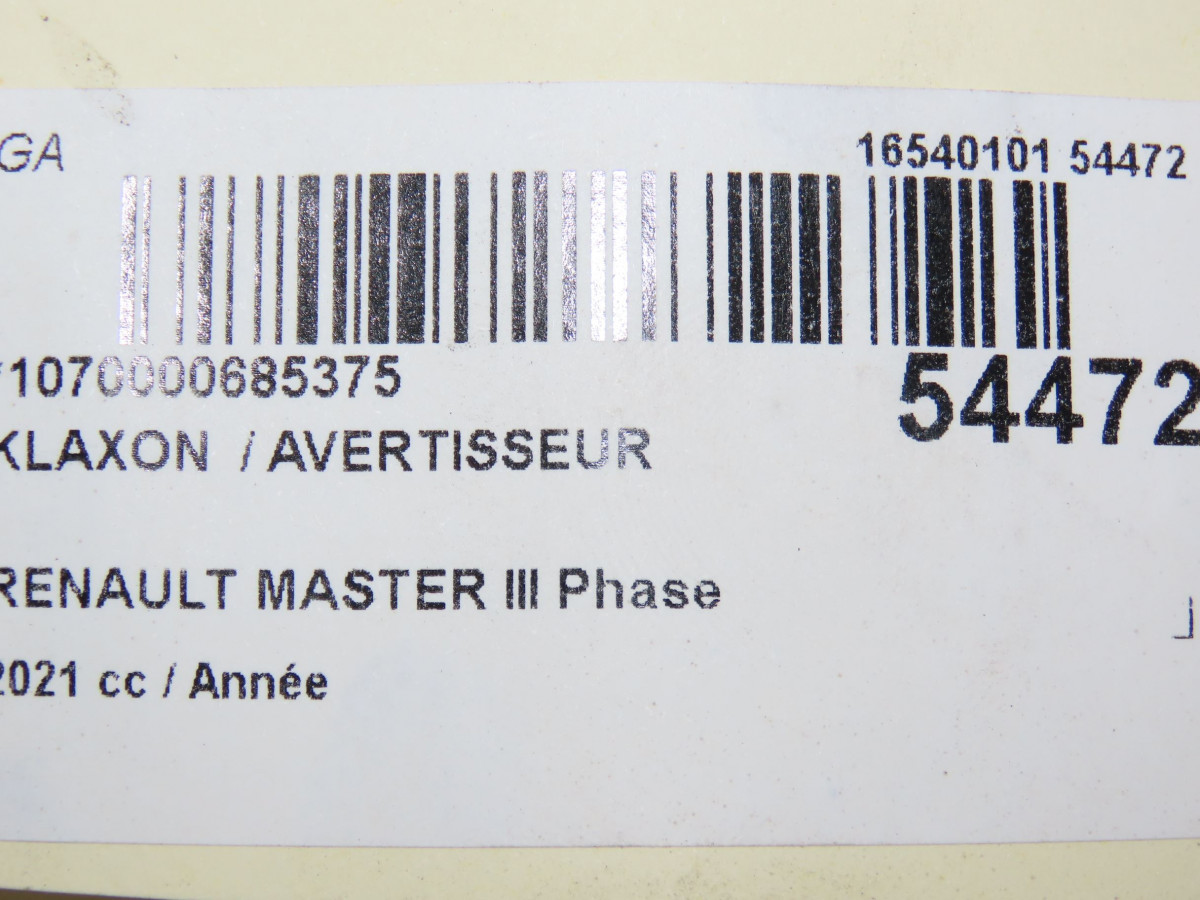 GA
16540101 54472
*1070000685375
54472
KLAXON / AVERTISSEUR
RENAULT MASTER III Phase
2021 cc / Année